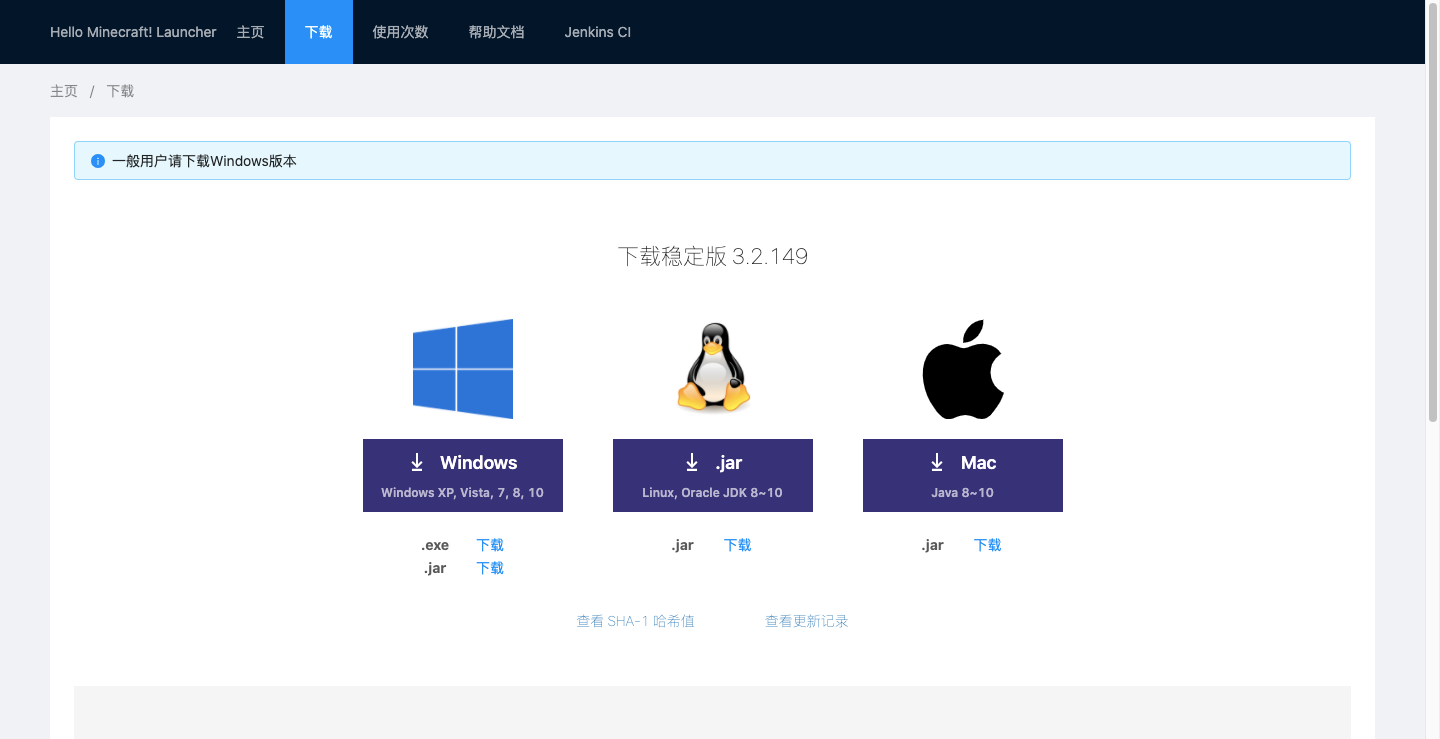 Hello Minecraft! Launcher 主页 下载 使用次数 帮助文档 Jenkins CI
主页 / 下载
一般用户请下载Windows版本
下载稳定版 3.2.149
Windows
Windows XP, Vista, 7, 8, 10
.exe 下载
.jar 下载
.jar
Linux, Oracle JDK 8~10
.jar 下载
Mac
Java 8~10
.jar 下载
查看 SHA-1 哈希值 查看更新记录